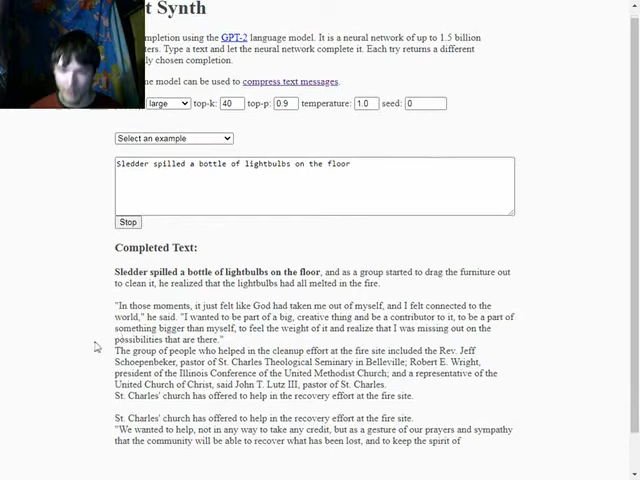 t Synth
mpletion using the GPT-2 language model. It is a neural network of up to 1.5 billion
ters. Type a text and let the neural network complete it. Each try returns a different
ly chosen completion.
me model can be used to compress text messages.
large top-k: 40 top-p: 0.9 temperature: 1.0 seed: 0
Select an example
Sledder spilled a bottle of lightbulbs on the floor
Stop
Completed Text:
Sledder spilled a bottle of lightbulbs on the floor, and as a group started to drag the furniture out
to clean it, he realized that the lightbulbs had all melted in the fire.
"In those moments, it just felt like God had taken me out of myself, and I felt connected to the
world," he said. "I wanted to be part of a big, creative thing and be a contributor to it, to be a part of
something bigger than myself, to feel the weight of it and realize that I was missing out on the
possibilities that are there."
The group of people who helped in the cleanup effort at the fire site included the Rev. Jeff
Schoepenbeker, pastor of St. Charles Theological Seminary in Belleville; Robert E. Wright,
president of the Illinois Conference of the United Methodist Church; and a representative of the
United Church of Christ, said John T. Lutz III, pastor of St. Charles.
St. Charles' church has offered to help in the recovery effort at the fire site.
St. Charles' church has offered to help in the recovery effort at the fire site.
"We wanted to help, not in any way to take any credit, but as a gesture of our prayers and sympathy
that the community will be able to recover what has been lost, and to keep the spirit of